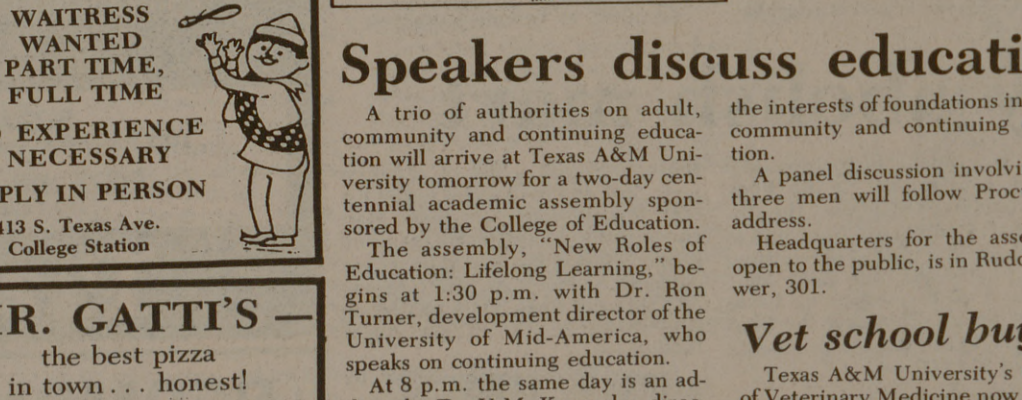 WAITRESS
WANTED
PART TIME,
FULL TIME
EXPERIENCE
NECESSARY
PLY IN PERSON
413 S. Texas Ave.
College Station
R. GATTI'S —
the best pizza
in town . . . honest!
Speakers discuss educati
A trio of authorities on adult,
community and continuing educa-
tion will arrive at Texas A&M Uni-
versity tomorrow for a two-day cen-
tennial academic assembly spon-
sored by the College of Education.
The assembly, "New Roles of
Education: Lifelong Learning," be-
gins at 1:30 p.m. with Dr. Ron
Turner, development director of the
University of Mid-America, who
speaks on continuing education.
At 8 p.m. the same day is an ad-
the interests of foundations in
community and continuing
tion.
A panel discussion involvi
three men will follow Proc
address.
Headquarters for the asse
open to the public, is in Rudd
wer, 301.
Vet school buy
Texas A&M University's
of Veterinary Medicine now